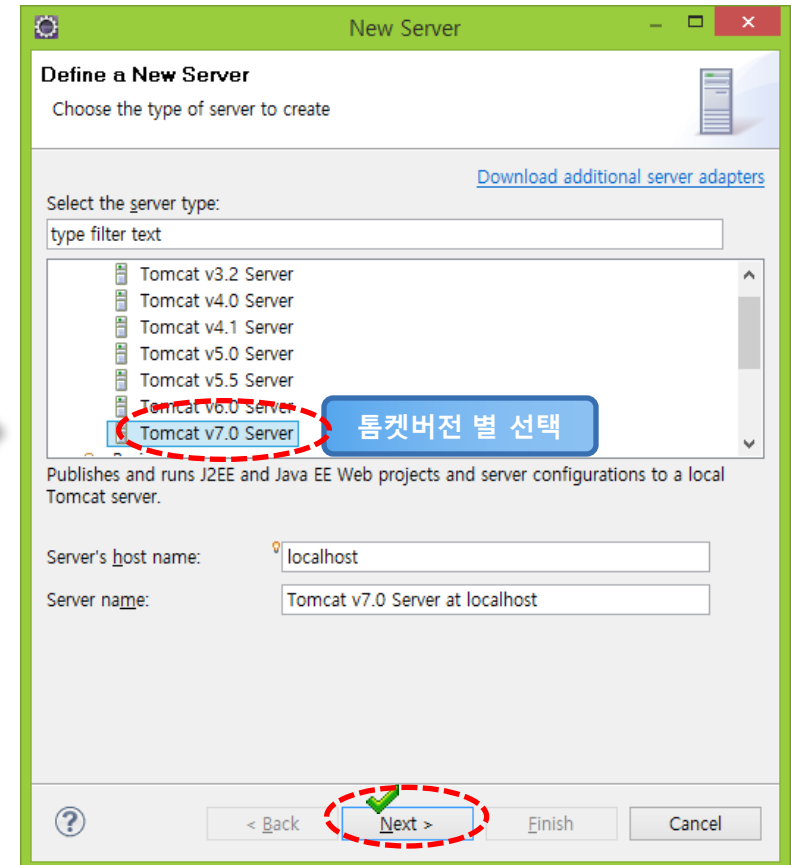 New Server
Define a New Server
Choose the type of server to create
Download additional server adapters
Select the server type:
type filter text
Tomcat v3.2 Server
Tomcat v4.0 Server
Tomcat v4.1 Server
Tomcat v5.0 Server
Tomcat v5.5 Server
Tomcat v6.0 Server
Tomcat v7.0 Server
톰켓버전 별 선택
Publishes and runs J2EE and Java EE Web projects and server configurations to a local
Tomcat server.
Server's host name:
localhost
Server name:
Tomcat v7.0 Server at localhost
< Back
Next >
Finish
Cancel